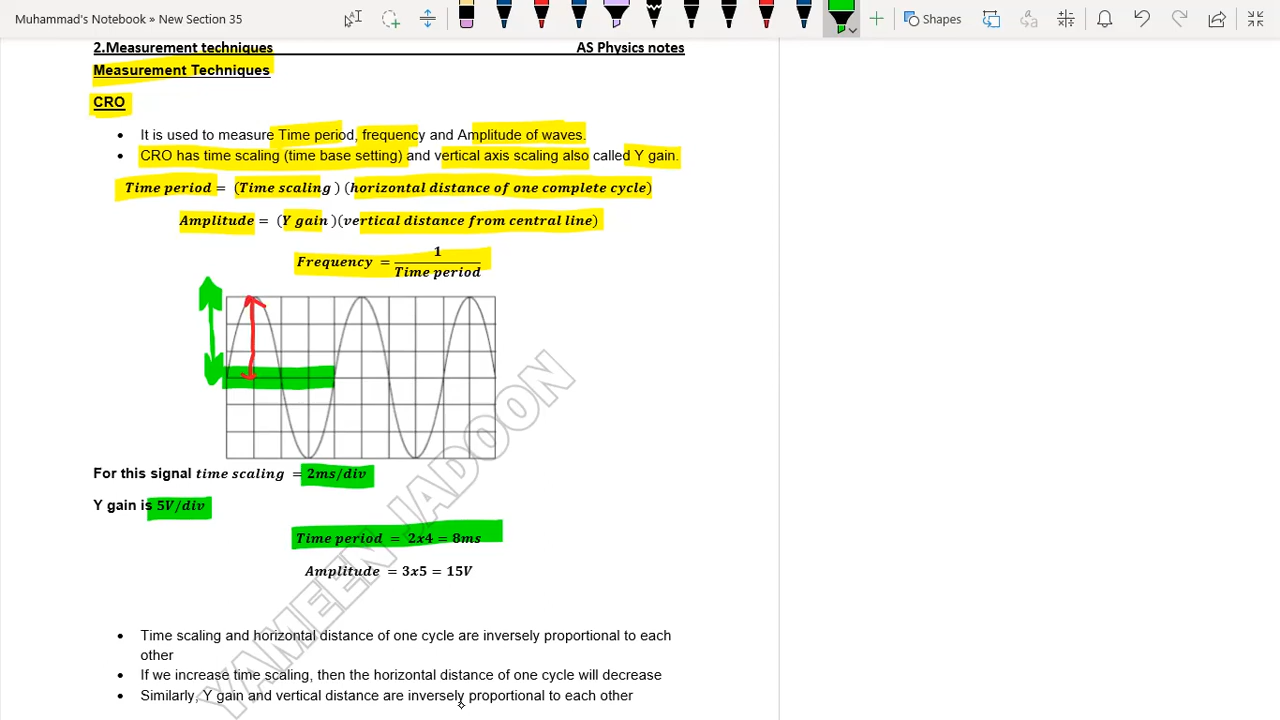 Muhammad's Notebook » New Section 35
Shapes
2.Measurement techniques AS Physics notes
Measurement Techniques
CRO
• It is used to measure Time period, frequency and Amplitude of waves.
• CRO has time scaling (time base setting) and vertical axis scaling also called Y gain.
Time period = (Time scaling ) (horizontal distance of one complete cycle)
Amplitude = (Y gain )(vertical distance from central line)
Frequency = 1 / Time period
For this signal time scaling = 2ms/div
Y gain is 5V/div
Time period = 2x4 = 8ms
Amplitude = 3x5 = 15V
• Time scaling and horizontal distance of one cycle are inversely proportional to each
other
• If we increase time scaling, then the horizontal distance of one cycle will decrease
• Similarly, Y gain and vertical distance are inversely proportional to each other
YAMEEN JADOON